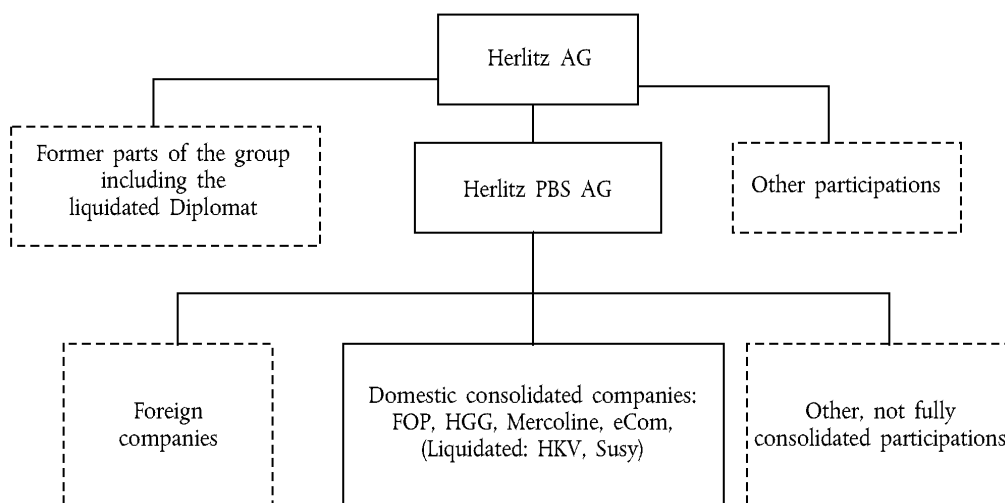 Herlitz AG
Former parts of the group
including the
liquidated Diplomat
Herlitz PBS AG
Other participations
Foreign
companies
Domestic consolidated companies:
FOP, HGG, Mercoline, eCom,
(Liquidated: HKV, Susy)
Other, not fully
consolidated participations